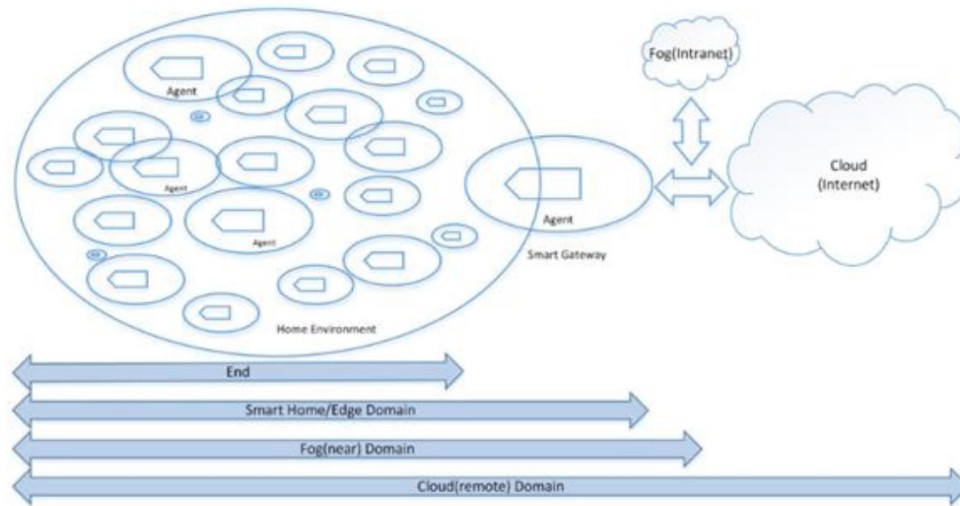 Fog(Intranet)
Agent
Cloud
(Internet)
Agent
Agent
Agent
Smart Gateway
Home Environment
End
Smart Home/Edge Domain
Fog(near) Domain
Cloud(remote) Domain